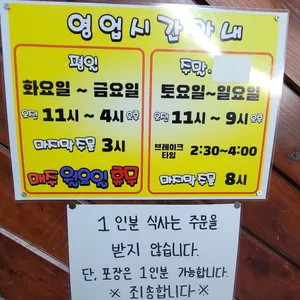 영업시간안내
평일
화요일 ~ 금요일
오전 11시 ~ 4시 오후
마지막 주문 3시
매주 월요일 휴무
주말,
토요일~일요일
오전 11시 ~ 9시 오후
브레이크
타임 2:30~4:00
마지막 주문 8시
1 인분 식사는 주문을
받지 않습니다.
단, 포장은 1인분 가능합니다.
※ 죄송합니다 ※